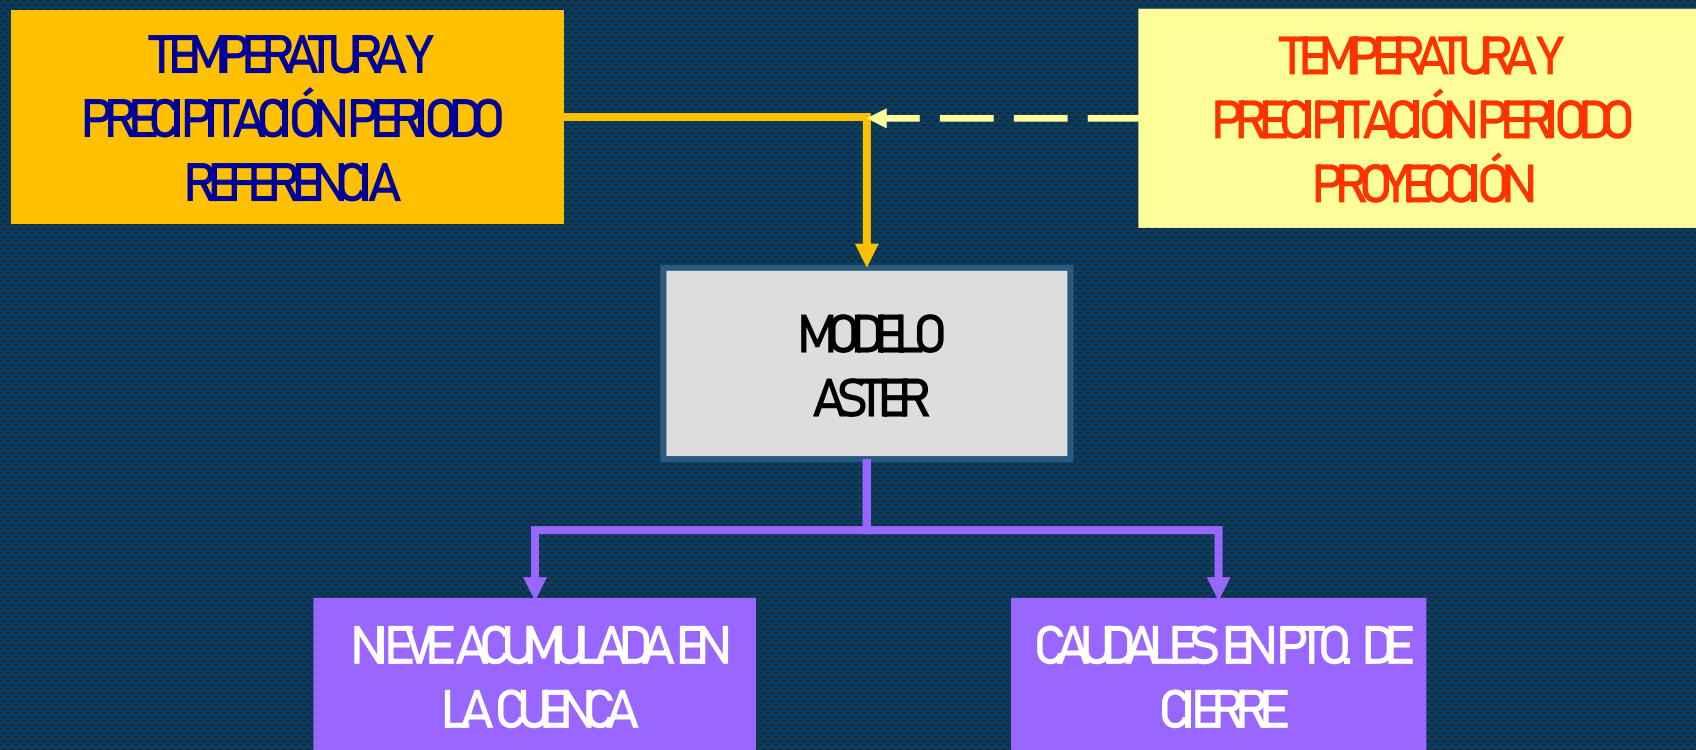 TEMPERATURA Y
PRECIPITACIÓN PERIODO
REFERENCIA
TEMPERATURA Y
PRECIPITACIÓN PERIODO
PROYECCIÓN
MODELO
ASTER
NIEVE ACUMULADA EN
LA CUENCA
CAUDALES EN PTO. DE
CIERRE